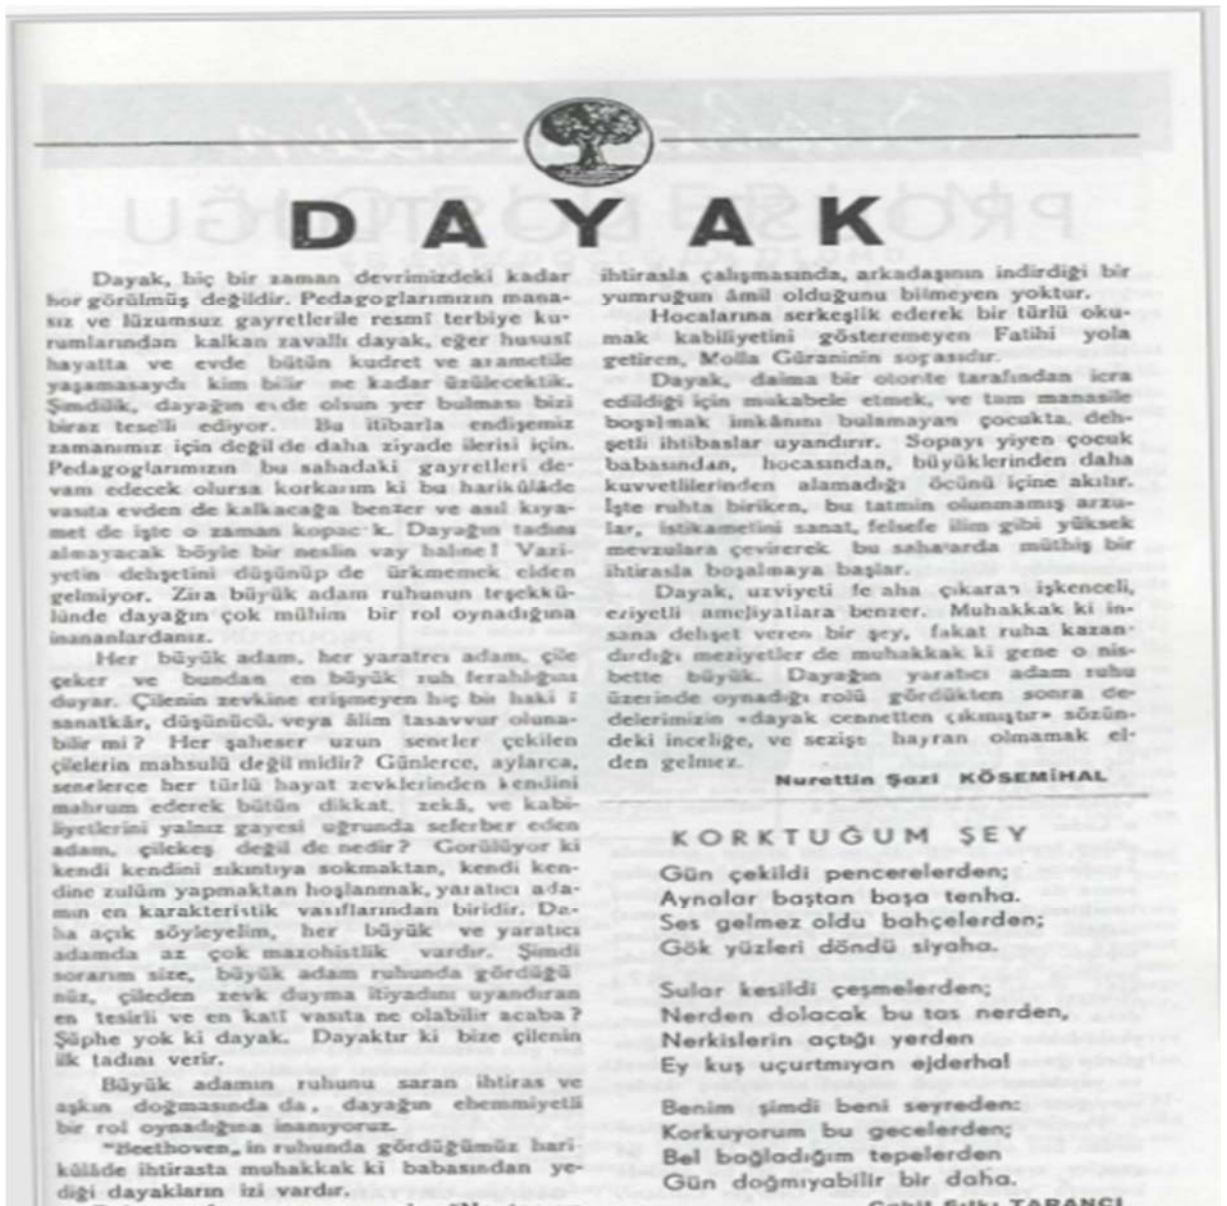 DAYAK
Dayak, hiç bir zaman devrimizdeki kadar
hor görülmüş değildir. Pedagoglarımızın mana-
sız ve lüzumsuz gayretlerile resmî terbiye ku-
rumlarından kalkan zavallı dayak, eğer hususî
hayatta ve evde bütün kudret ve azametile
yaşamasaydı kim bilir ne kadar üzülecektik.
Şimdilik, dayağın evde olsun yer bulması bizi
biraz teselli ediyor. Bu itibarla endişemiz
zamanımız için değil de daha ziyade ilerisi için.
Pedagoglarımızın bu sahadaki gayretleri de-
vam edecek olursa korkarım ki bu harikulâde
vasıta evden de kalkacağa benzer ve asıl kıya-
met de işte o zaman kopacak. Dayağın tadını
almayacak böyle bir neslin vay haline! Vazi-
yetin dehşetini düşünüp de ürkmemek elden
gelmiyor. Zira büyük adam ruhunun teşekkü-
lünde dayağın çok mühim bir rol oynadığına
inananlardanız.
Her büyük adam, her yaratıcı adam, çile
çeker ve bundan en büyük ruh ferahlığını
duyar. Çilenin zevkine erişmeyen hiç bir haki î
sanatkâr, düşünücü, veya âlim tasavvur oluna-
bilir mi? Her şaheser uzun seneler çekilen
çilelerin mahsulü değil midir? Günlerce, aylarca,
senelerce her türlü hayat zevklerinden kendini
mahrum ederek bütün dikkat, zekâ, ve kabi-
liyetlerini yalnız gayesi uğrunda seferber eden
adam, çilekeş değil de nedir? Görülüyor ki
kendi kendini sıkıntıya sokmaktan, kendi ken-
dine zulüm yapmaktan hoşlanmak, yaratıcı ada-
mın en karakteristik vasıflarından biridir. Da-
ha açık söyleyelim, her büyük ve yaratıcı
adamda az çok mazohistlik vardır. Şimdi
sorarım size, büyük adam ruhunda gördüğü
nüz, çileden zevk duyma itiyadını uyandıran
en tesirli ve en katî vasıta ne olabilir acaba?
Şüphe yok ki dayak. Dayaktır ki bize çilenin
ilk tadını verir.
Büyük adamın ruhunu saran ihtiras ve
aşkın doğmasında da, dayağın ehemmiyetli
bir rol oynadığına inanıyoruz.
"Beethoven„ in ruhunda gördüğümüz hari-
kulâde ihtirasta muhakkak ki babasından ye-
diği dayakların izi vardır.
ihtirasla çalışmasında, arkadaşının indirdiği bir
yumruğun âmil olduğunu bilmeyen yoktur.
Hocalarına serkeşlik ederek bir türlü oku-
mak kabiliyetini gösteremeyen Fatihi yola
getiren, Molla Güraninin sopasıdır.
Dayak, daima bir otorite tarafından icra
edildiği için mukabele etmek, ve tam manasile
boşalmak imkânını bulamayan çocukta, deh-
şetli ihtibaslar uyandırır. Sopayı yiyen çocuk
babasından, hocasından, büyüklerinden daha
kuvvetlilerinden alamadığı öcünü içine akıtır.
İşte ruhta biriken, bu tatmin olunmamış arzu-
lar, istikametini sanat, felsefe ilim gibi yüksek
mevzulara çevirerek bu sahalarda müthiş bir
ihtirasla boşalmaya başlar.
Dayak, uzviyeti felaha çıkaran işkenceli,
eziyetli ameliyatlara benzer. Muhakkak ki in-
sana dehşet veren bir şey, fakat ruha kazan-
dırdığı meziyetler de muhakkak ki gene o nis-
bette büyük. Dayağın yaratıcı adam ruhu
üzerinde oynadığı rolü gördükten sonra de-
delerimizin «dayak cennetten çıkmıştır» sözün-
deki inceliğe, ve sezişe hayran olmamak el-
den gelmez.
Nurettin Şazi KÖSEMİHAL
KORKTUĞUM ŞEY
Gün çekildi pencerelerden;
Aynalar baştan başa tenha.
Ses gelmez oldu bahçelerden;
Gök yüzleri döndü siyaha.
Sular kesildi çeşmelerden;
Nerden dolacak bu tas nerden,
Nerkislerin açtığı yerden
Ey kuş uçurtmıyan ejderha!
Benim şimdi beni seyreden:
Korkuyorum bu gecelerden;
Bel bağladığım tepelerden
Gün doğmıyabilir bir daha.
Cahit Sıtkı TARANCI